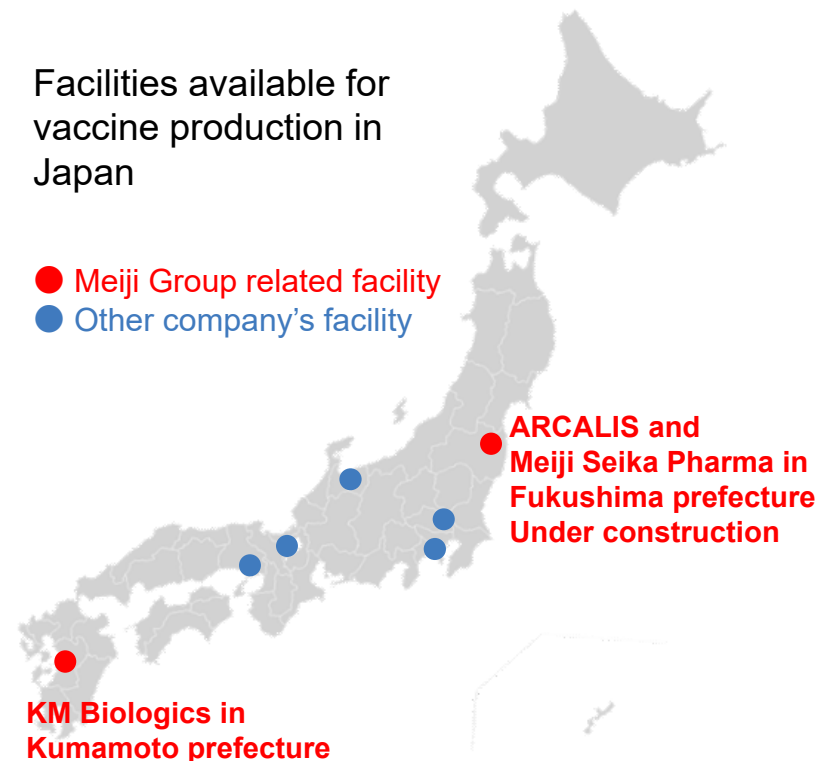 Facilities available for
vaccine production in
Japan
Meiji Group related facility
Other company's facility
ARCALIS and
Meiji Seika Pharma in
Fukushima prefecture
Under construction
KM Biologics in
Kumamoto prefecture